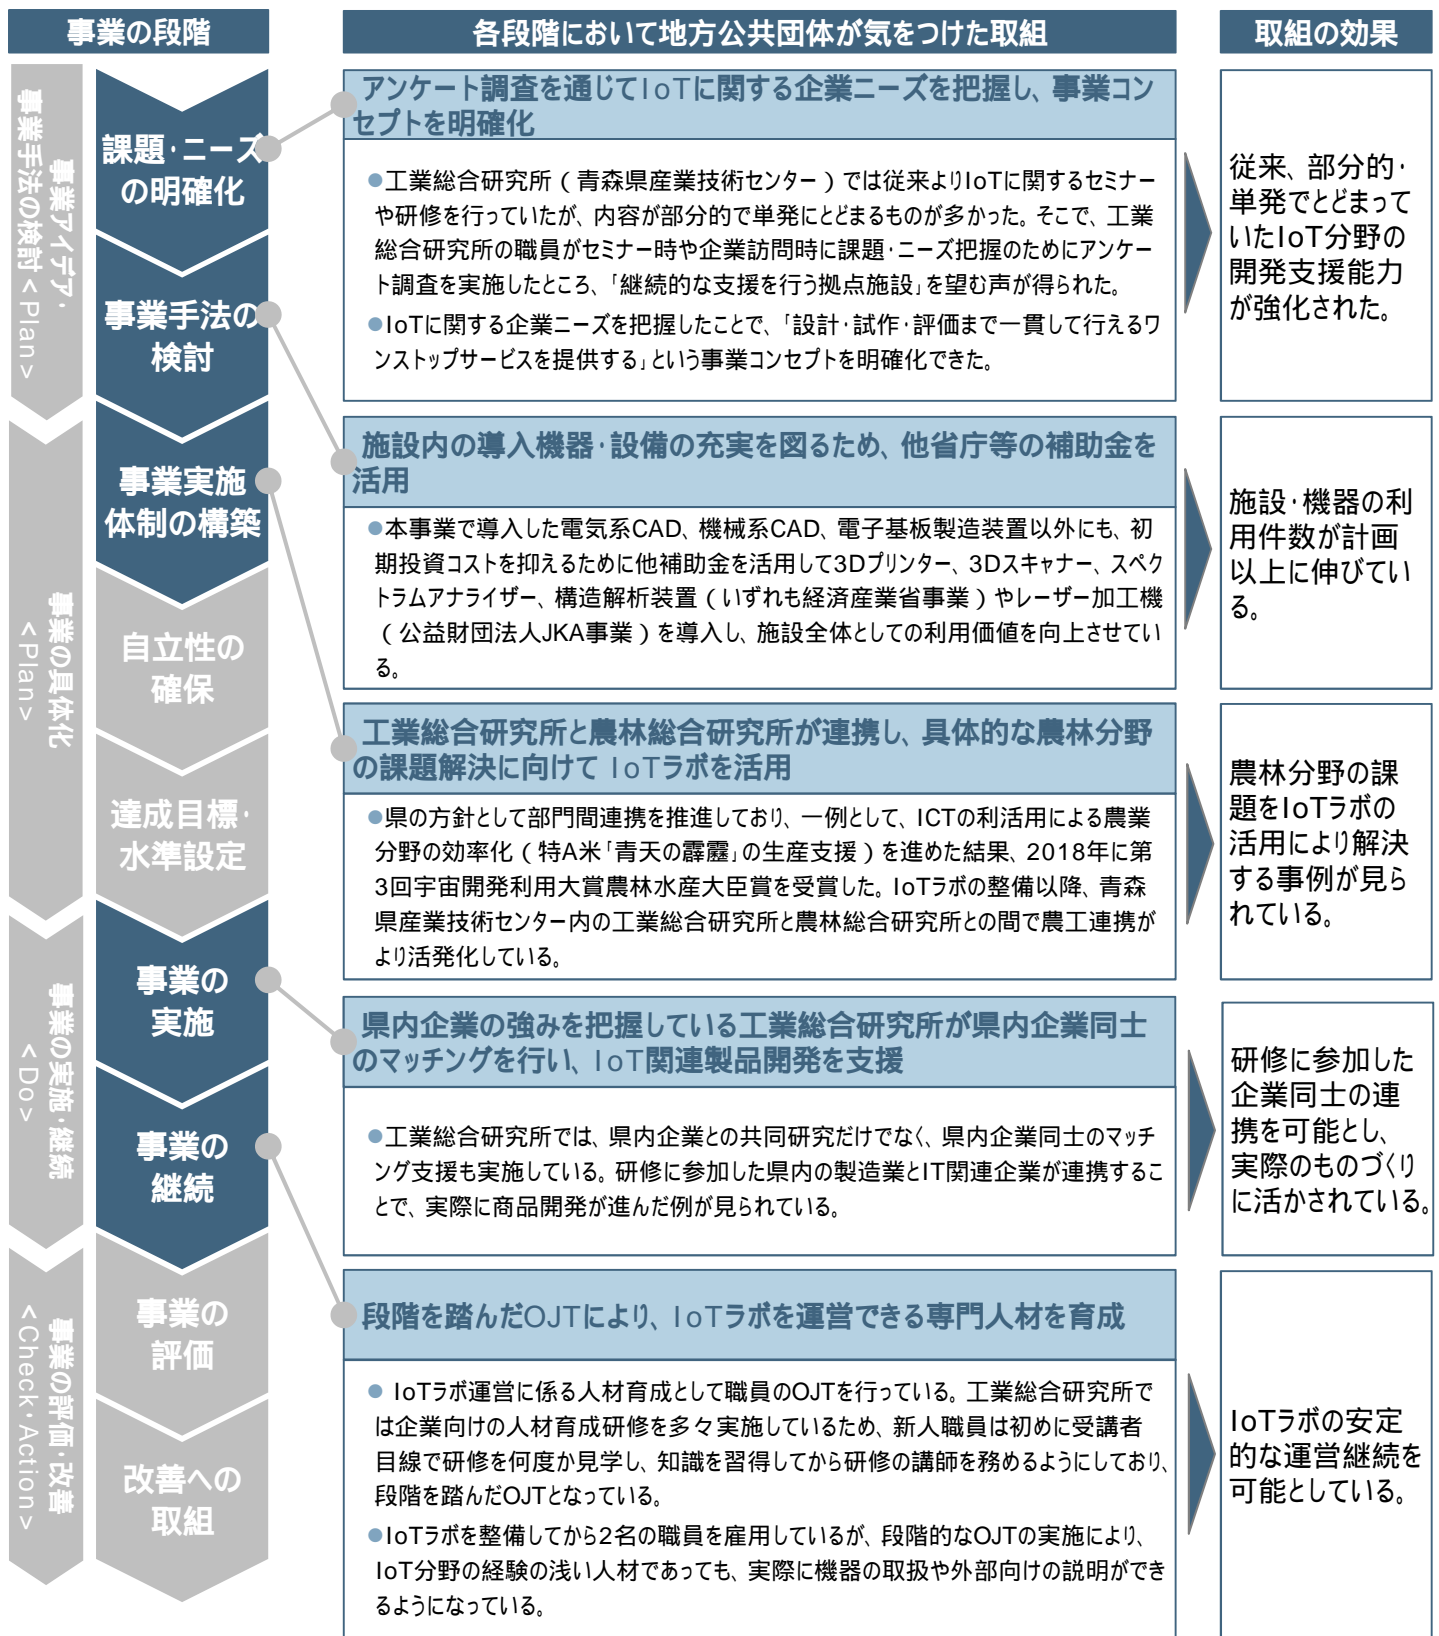 事業の段階
各段階において地方公共団体が気をつけた取組
取組の効果
事業アイデア・
事業手法の検討<Plan>
課題・ニーズ
の明確化
事業手法の
検討
事業の具体化
<Plan>
事業実施
体制の構築
自立性の
確保
達成目標・
水準設定
事業の実施・継続
<Do>
事業の
実施
事業の
継続
事業の評価・改善
<Check・Action>
事業の
評価
改善への
取組
アンケート調査を通じてIoTに関する企業ニーズを把握し、事業コン
セプトを明確化
●工業総合研究所（青森県産業技術センター）では従来よりIoTに関するセミナー
や研修を行っていたが、内容が部分的で単発にとどまるものが多かった。そこで、工業
総合研究所の職員がセミナー時や企業訪問時に課題・ニーズ把握のためにアンケー
ト調査を実施したところ、「継続的な支援を行う拠点施設」を望む声が得られた。
●IoTに関する企業ニーズを把握したことで、「設計・試作・評価まで一貫して行えるワ
ンストップサービスを提供する」という事業コンセプトを明確化できた。
従来、部分的・
単発でとどまって
いたIoT分野の
開発支援能力
が強化された。
施設内の導入機器・設備の充実を図るため、他省庁等の補助金を
活用
●本事業で導入した電気系CAD、機械系CAD、電子基板製造装置以外にも、初
期投資コストを抑えるために他補助金を活用して3Dプリンター、3Dスキャナー、スペク
トラムアナライザー、構造解析装置（いずれも経済産業省事業）やレーザー加工機
（公益財団法人JKA事業）を導入し、施設全体としての利用価値を向上させてい
る。
施設・機器の利
用件数が計画
以上に伸びてい
る。
工業総合研究所と農林総合研究所が連携し、具体的な農林分野
の課題解決に向けて IoTラボを活用
●県の方針として部門間連携を推進しており、一例として、ICTの利活用による農業
分野の効率化（特A米「青天の霹靂」の生産支援）を進めた結果、2018年に第
3回宇宙開発利用大賞農林水産大臣賞を受賞した。IoTラボの整備以降、青森
県産業技術センター内の工業総合研究所と農林総合研究所との間で農工連携が
より活発化している。
農林分野の課
題をIoTラボの
活用により解決
する事例が見ら
れている。
県内企業の強みを把握している工業総合研究所が県内企業同士
のマッチングを行い、IoT関連製品開発を支援
●工業総合研究所では、県内企業との共同研究だけでなく、県内企業同士のマッチ
ング支援も実施している。研修に参加した県内の製造業とIT関連企業が連携するこ
とで、実際に商品開発が進んだ例が見られている。
研修に参加した
企業同士の連
携を可能とし、
実際のものづくり
に活かされている。
段階を踏んだOJTにより、IoTラボを運営できる専門人材を育成
● IoTラボ運営に係る人材育成として職員のOJTを行っている。工業総合研究所で
は企業向けの人材育成研修を多々実施しているため、新人職員は初めに受講者
目線で研修を何度か見学し、知識を習得してから研修の講師を務めるようにしており、
段階を踏んだOJTとなっている。
●IoTラボを整備してから2名の職員を雇用しているが、段階的なOJTの実施により、
IoT分野の経験の浅い人材であっても、実際に機器の取扱や外部向けの説明ができ
るようになっている。
IoTラボの安定
的な運営継続を
可能としている。